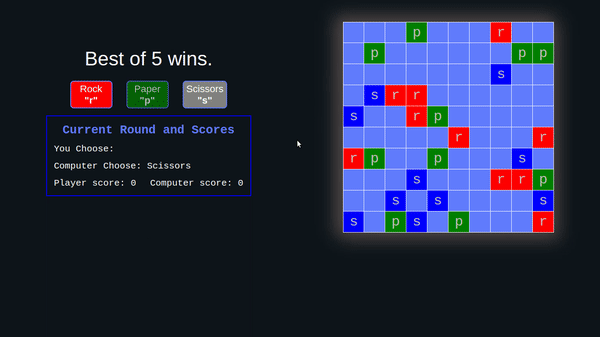 Best of 5 wins.
Rock
"r"
Paper
"p"
Scissors
"s"
Current Round and Scores
You Choose:
Computer Choose: Scissors
Player score: 0 Computer score: 0
p r
p p p
s
s r r
s r p
r r
r p p s
s r r p
s s s
s p s p r